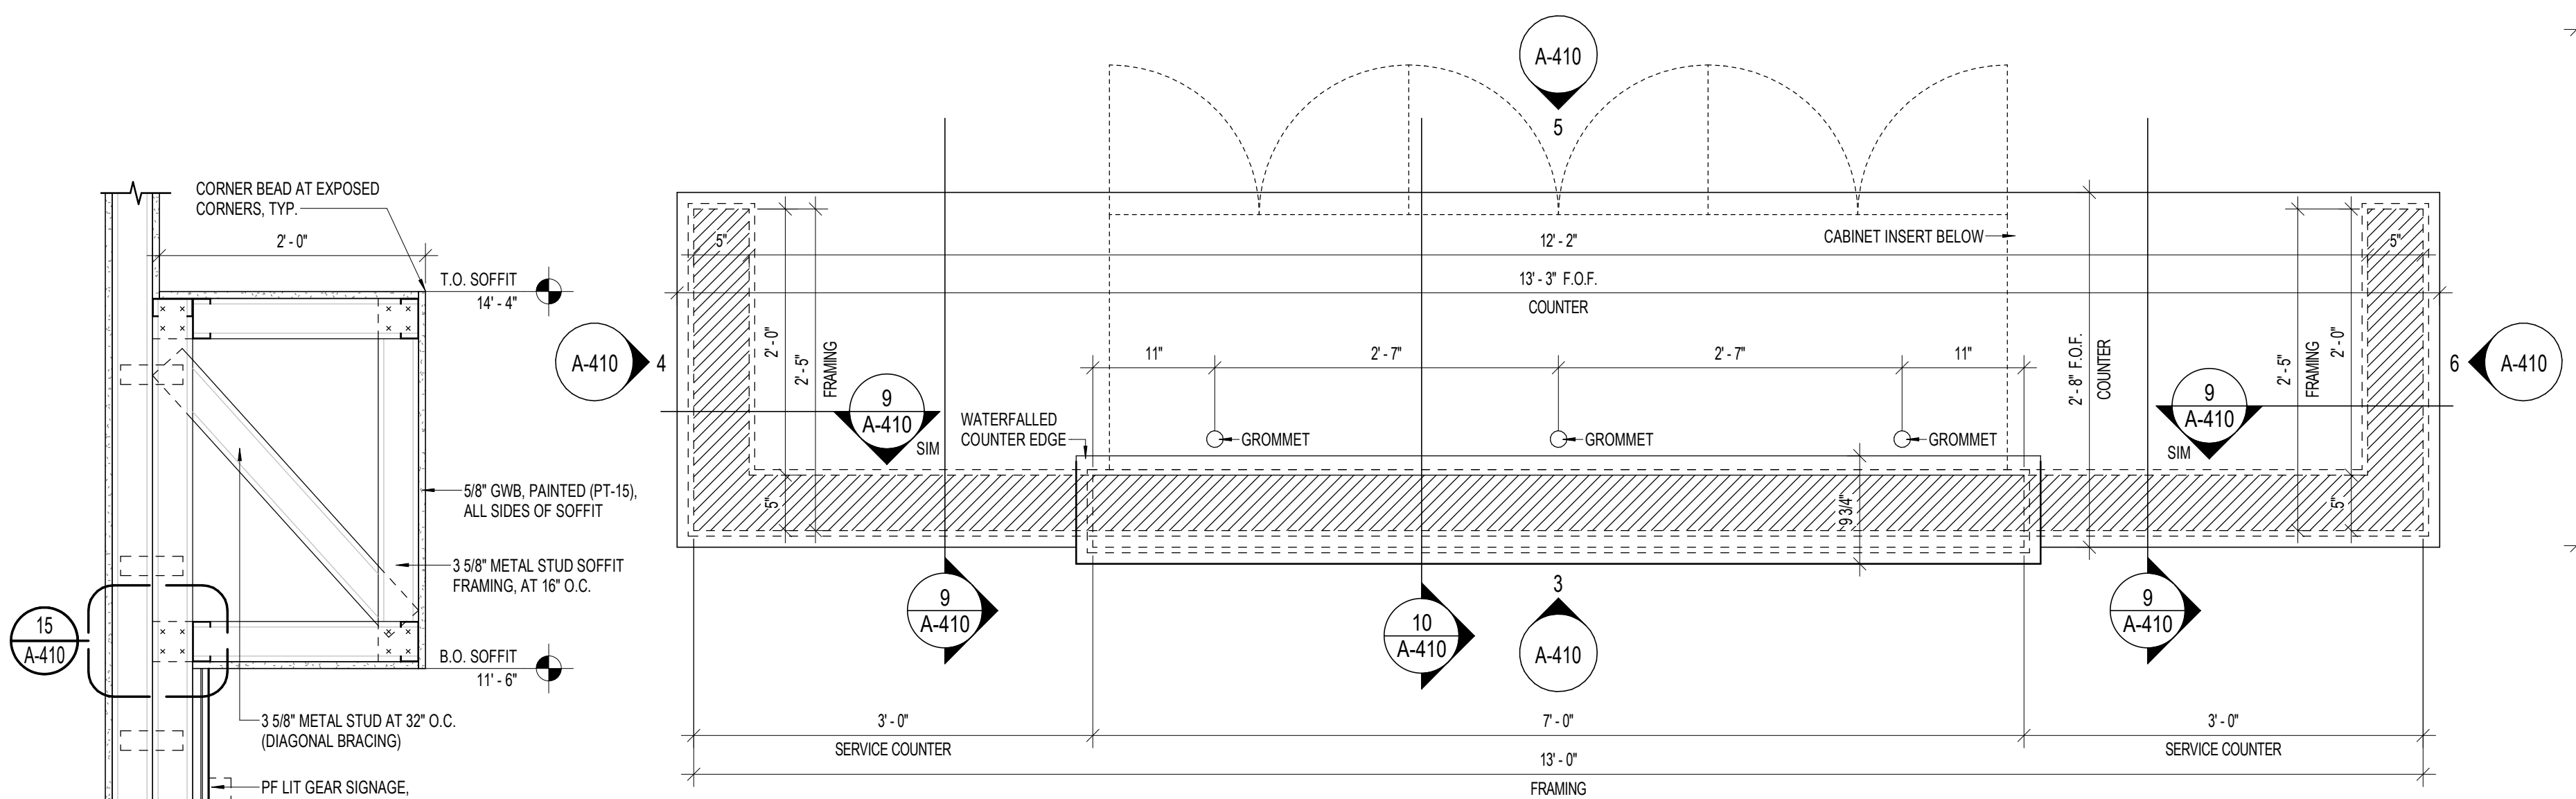 CORNER BEAD AT EXPOSED
CORNERS, TYP.
2' - 0"
T.O. SOFFIT
14' - 4"
5/8" GWB, PAINTED (PT-15),
ALL SIDES OF SOFFIT
3 5/8" METAL STUD SOFFIT
FRAMING, AT 16" O.C.
15
A-410
B.O. SOFFIT
11' - 6"
3 5/8" METAL STUD AT 32" O.C.
(DIAGONAL BRACING)
PF LIT GEAR SIGNAGE,
A-410
5
CABINET INSERT BELOW
5"
12' - 2"
5"
13' - 3" F.O.F.
COUNTER
A-410
4
2' - 0"
2' - 5"
FRAMING
11"
2' - 7"
2' - 7"
11"
2' - 8" F.O.F.
COUNTER
2' - 5"
FRAMING
2' - 0"
6
A-410
9
A-410
SIM
WATERFALLED
COUNTER EDGE
GROMMET
GROMMET
GROMMET
9
A-410
SIM
5"
9 3/4"
5"
9
A-410
10
A-410
3
A-410
9
A-410
3' - 0"
SERVICE COUNTER
7' - 0"
3' - 0"
SERVICE COUNTER
13' - 0"
FRAMING